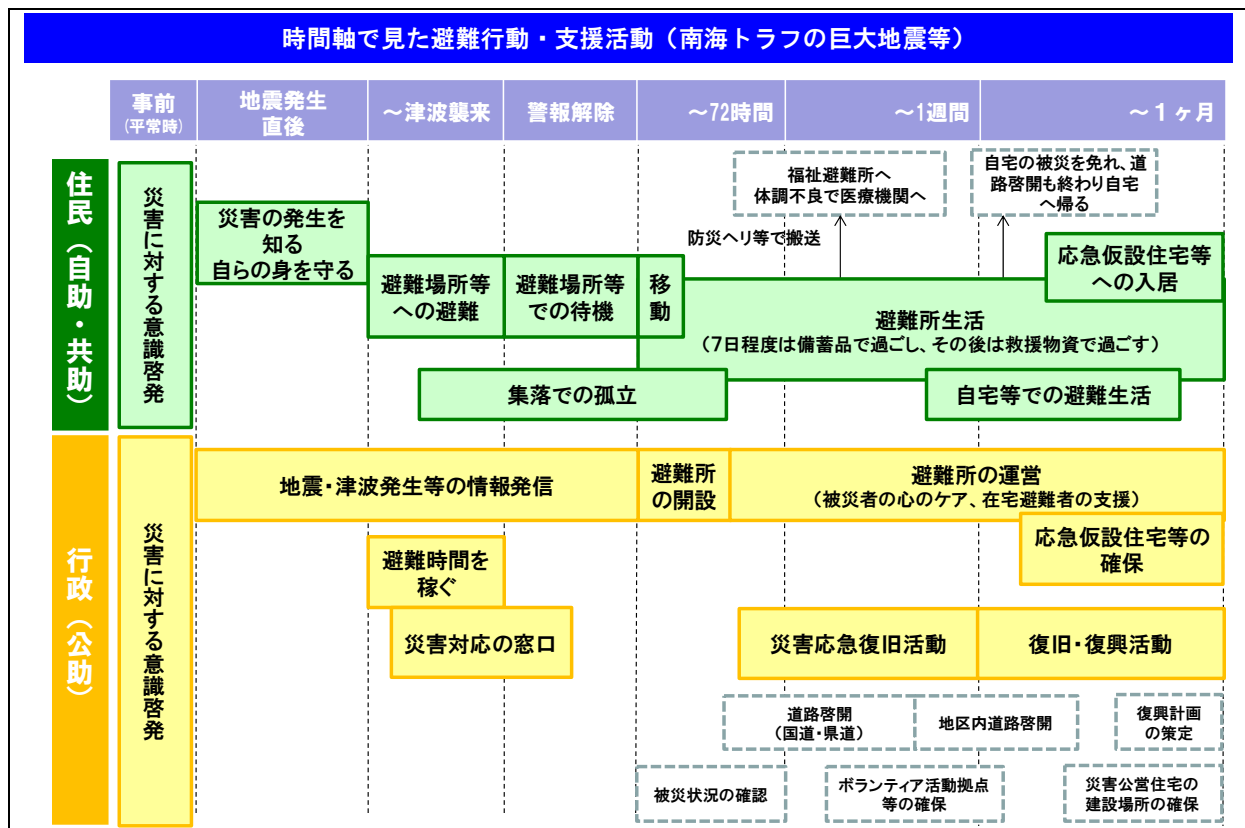 時間軸で見た避難行動・支援活動（南海トラフの巨大地震等）
事前
(平常時)
地震発生
直後
～津波襲来
警報解除
～72時間
～1週間
～１ヶ月
住民（自助・共助）
災害に対する意識啓発
災害の発生を
知る
自らの身を守る
避難場所等
への避難
避難場所等
での待機
移
動
福祉避難所へ
体調不良で医療機関へ
防災ヘリ等で搬送
自宅の被災を免れ、道
路啓開も終わり自宅
へ帰る
応急仮設住宅等
への入居
避難所生活
（7日程度は備蓄品で過ごし、その後は救援物資で過ごす）
集落での孤立
自宅等での避難生活
行政（公助）
災害に対する意識啓発
地震・津波発生等の情報発信
避難所
の開設
避難所の運営
（被災者の心のケア、在宅避難者の支援）
応急仮設住宅等の
確保
避難時間を
稼ぐ
災害対応の窓口
災害応急復旧活動
復旧・復興活動
道路啓開
（国道・県道）
地区内道路啓開
復興計画
の策定
被災状況の確認
ボランティア活動拠点
等の確保
災害公営住宅の
建設場所の確保